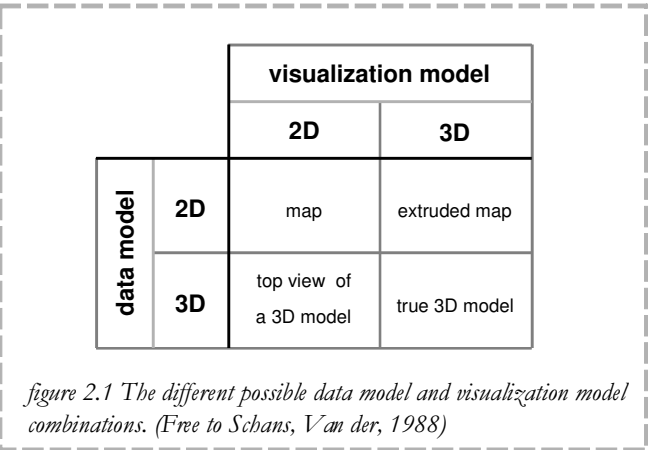 visualization model
2D 3D
data model
2D map extruded map
3D top view of
a 3D model true 3D model
figure 2.1 The different possible data model and visualization model
combinations. (Free to Schans, Van der, 1988)